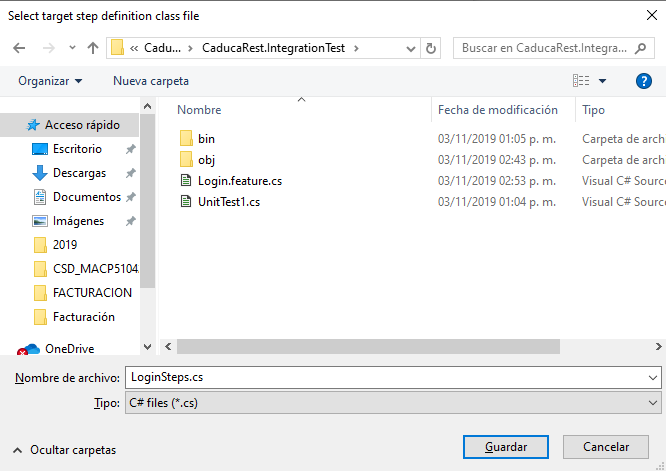 Select target step definition class file
« Cadu... > CaducaRest.IntegrationTest >
Buscar en CaducaRest.Integra...
Organizar
Nueva carpeta
?
Nombre
Fecha de modificación
Tipo
Acceso rápido
Escritorio
Descargas
Documentos
Imágenes
2019
CSD_MACP5104
FACTURACION
Facturación
OneDrive
bin 03/11/2019 01:05 p. m. Carpeta de arch
obj 03/11/2019 02:43 p. m. Carpeta de arch
Login.feature.cs 03/11/2019 02:53 p. m. Visual C# Source
UnitTest1.cs 03/11/2019 01:04 p. m. Visual C# Source
Nombre de archivo: LoginSteps.cs
Tipo: C# files (*.cs)
Ocultar carpetas
Guardar
Cancelar